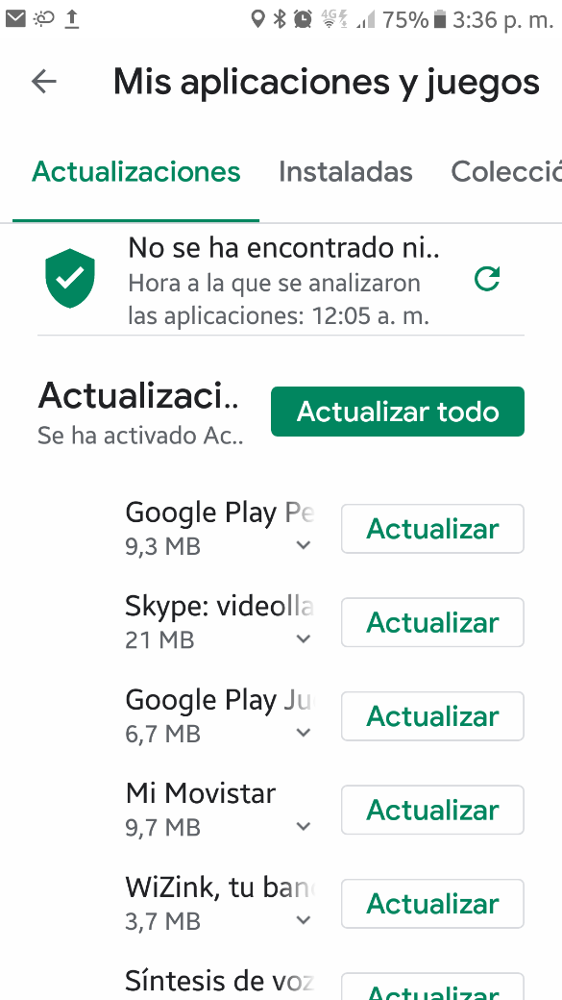 4G 75% 3:36 p. m.
Mis aplicaciones y juegos
Actualizaciones Instaladas Colecció
No se ha encontrado ni..
Hora a la que se analizaron
las aplicaciones: 12:05 a. m.
Actualizaci..
Actualizar todo
Se ha activado Ac..
Google Play Pe
9,3 MB
Actualizar
Skype: videolla
21 MB
Actualizar
Google Play Ju
6,7 MB
Actualizar
Mi Movistar
9,7 MB
Actualizar
WiZink, tu banc
3,7 MB
Actualizar
Síntesis de voz
Actualizar